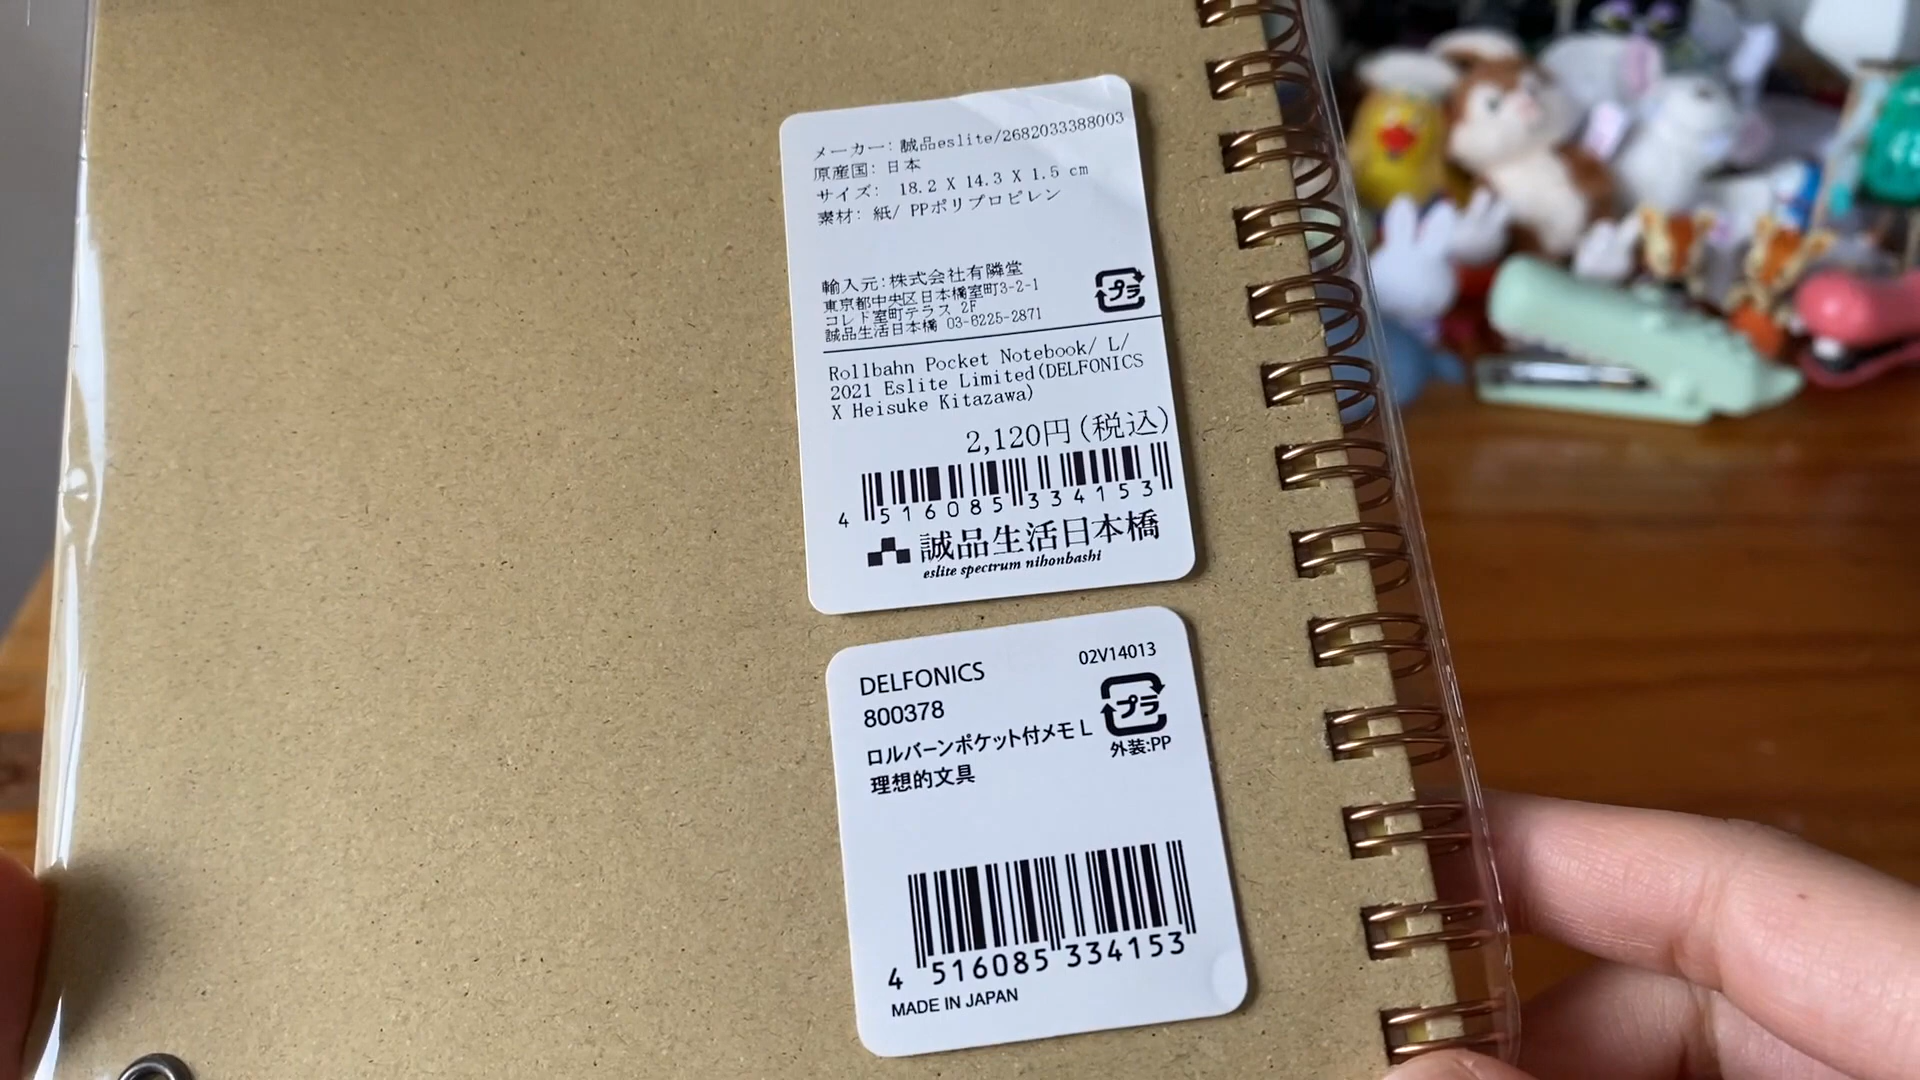 メーカー: 誠品eslite/2682033388003
原産国: 日本
サイズ: 18.2 X 14.3 X 1.5 cm
素材: 紙/ PPポリプロピレン
輸入元:株式会社有隣堂
東京都中央区日本橋室町3-2-1
コレド室町テラス 2F
誠品生活日本橋 03-6225-2871
プラ
Rollbahn Pocket Notebook/ L/
2021 Eslite Limited(DELFONICS
X Heisuke Kitazawa)
2,120円(税込)
4 516085 334153
誠品生活日本橋
eslite spectrum nihonbashi
DELFONICS
02V14013
800378
プラ
ロルバーンポケット付メモ L
外装:PP
理想的文具
4 516085 334153
MADE IN JAPAN